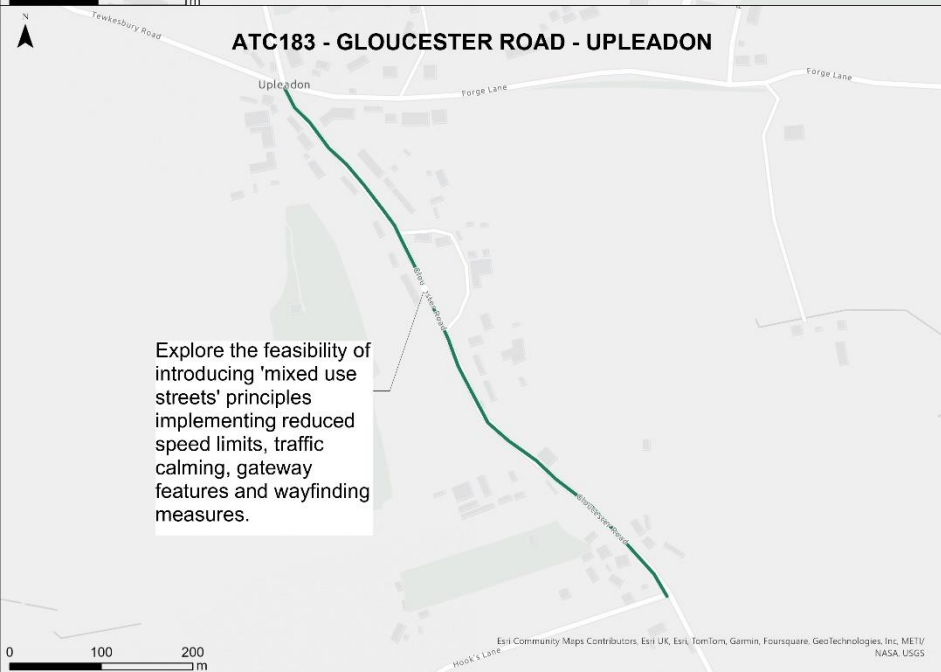 m
N
Tewkesbury Road
ATC183 - GLOUCESTER ROAD - UPLEADON
Upleadon
Forge Lane
Forge Lane
Gloucester Road
Explore the feasibility of
introducing 'mixed use
streets' principles
implementing reduced
speed limits, traffic
calming, gateway
features and wayfinding
measures.
Gloucester Road
Esri Community Maps Contributors, Esri UK, Esri, TomTom, Garmin, Foursquare, GeoTechnologies, Inc, METI/
NASA, USGS
0 100 200
m
Hook's Lane